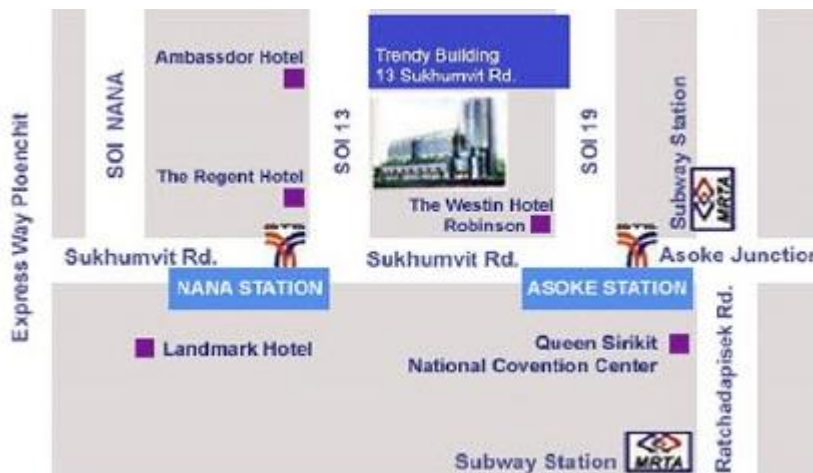 Ambassdor Hotel
Trendy Building
13 Sukhumvit Rd.
Express Way Ploenchit
SOI NANA
SOI 13
SOI 19
Subway Station
MRTA
The Regent Hotel
The Westin Hotel
Robinson
BTS
BTS
Sukhumvit Rd.
Sukhumvit Rd.
Asoke Junction
NANA STATION
ASOKE STATION
Landmark Hotel
Queen Sirikit
National Covention Center
Ratchadapisek Rd.
Subway Station
MRTA